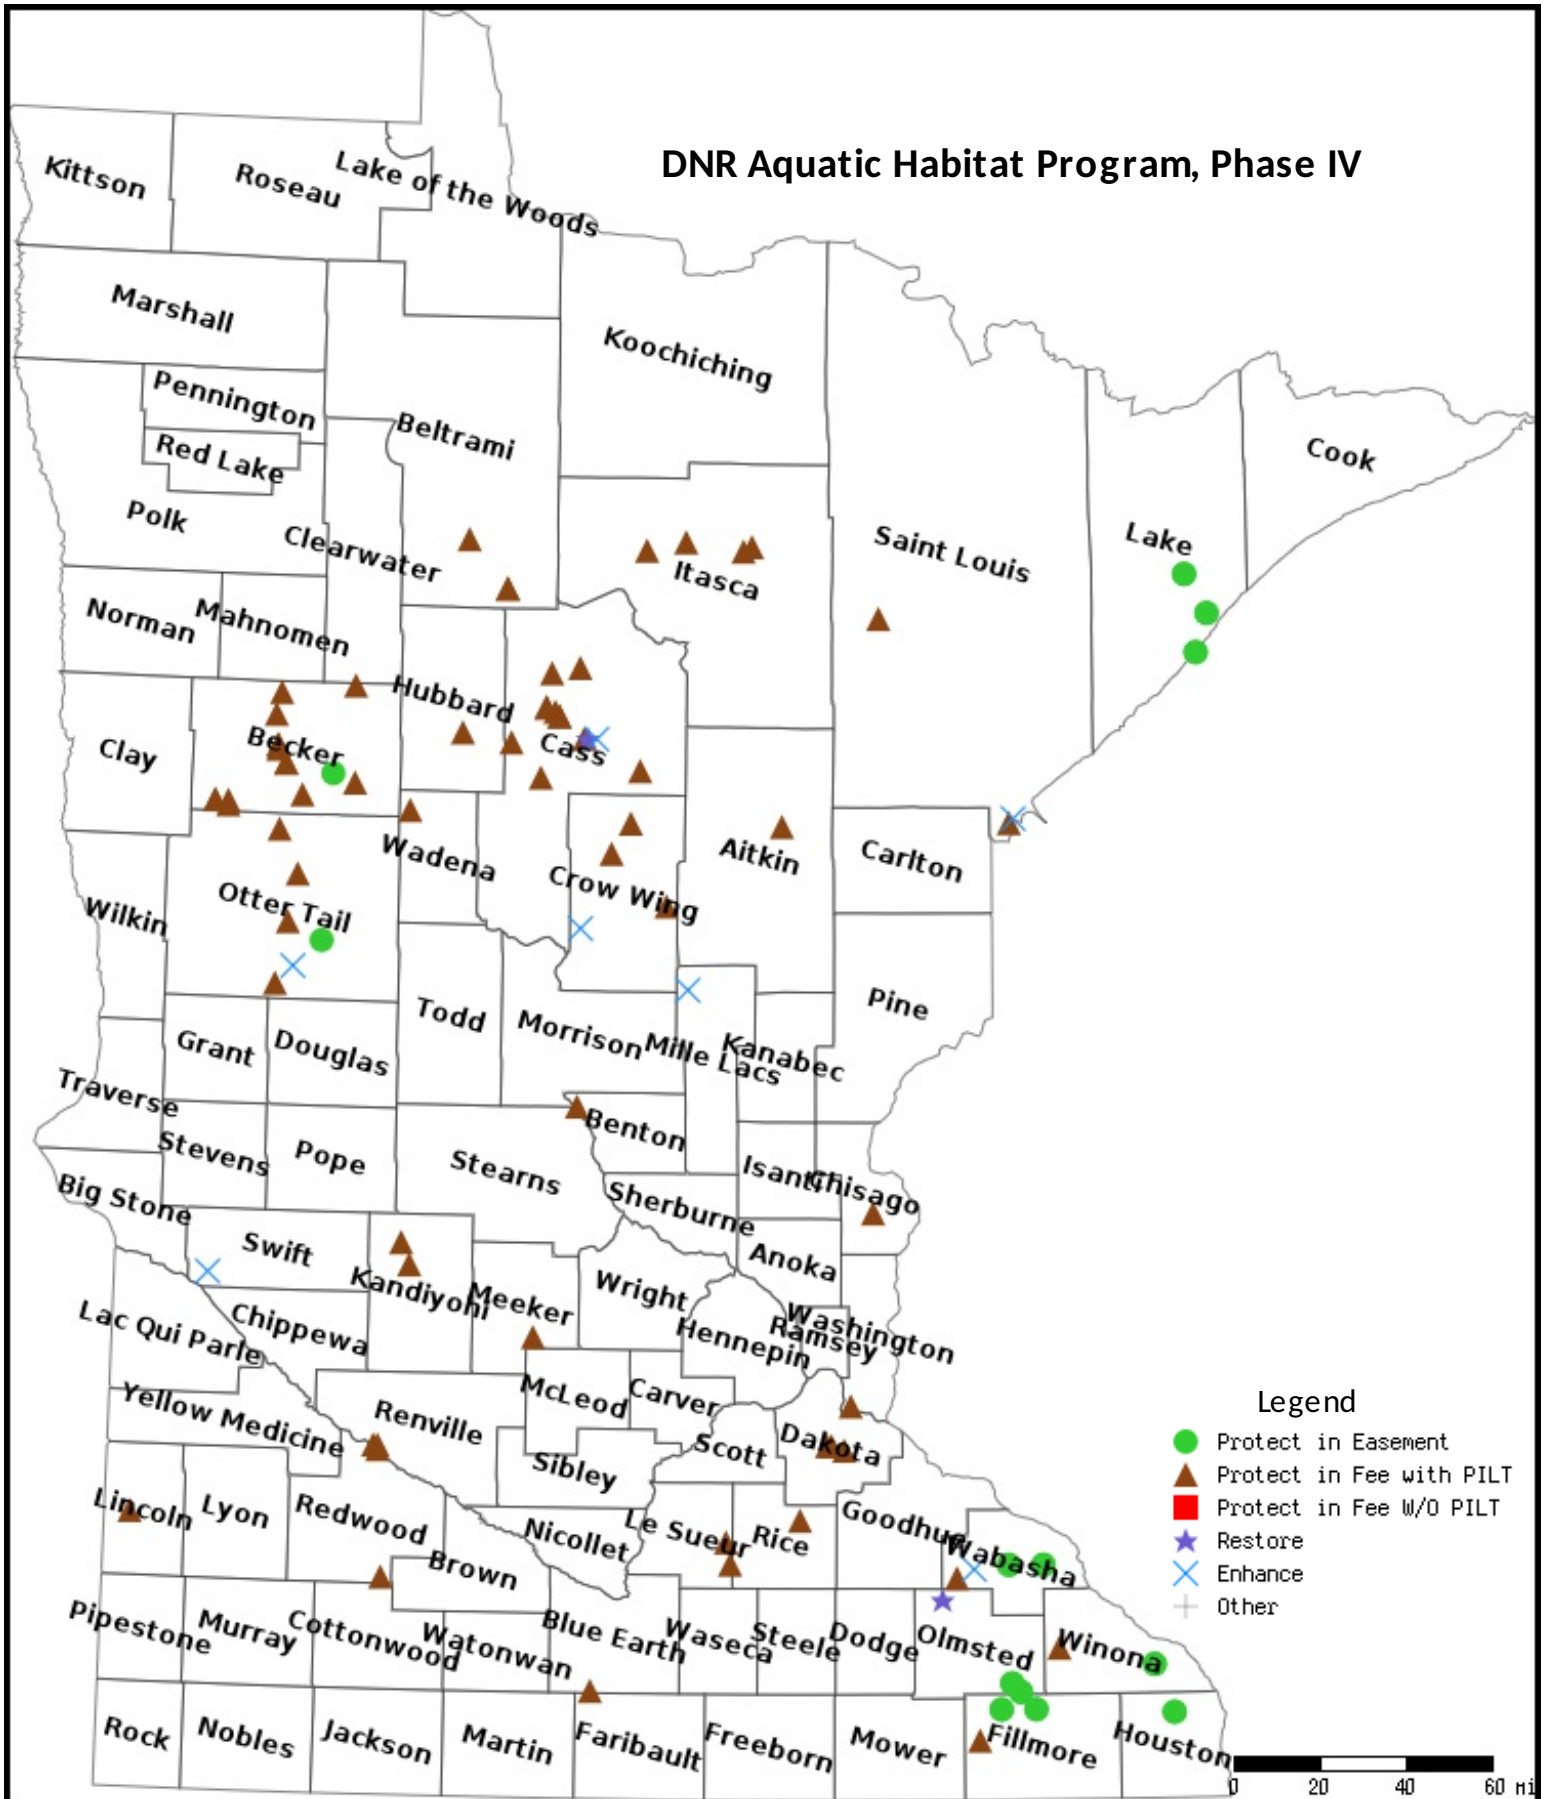 DNR Aquatic Habitat Program, Phase IV
Kittson
Roseau
Lake of the Woods
Marshall
Koochiching
Pennington
Beltrami
Red Lake
Cook
Polk
Clearwater
Saint Louis
Lake
Itasca
Norman
Mahnomen
Hubbard
Clay
Becker
Cass
Wadena
Aitkin
Carlton
Otter Tail
Crow Wing
Wilkin
Pine
Todd
Morrison
Mille Lacs
Kanabec
Grant
Douglas
Traverse
Benton
Stevens
Pope
Stearns
Isanti
Chisago
Big Stone
Sherburne
Swift
Anoka
Kandiyohi
Meeker
Wright
Lac Qui Parle
Chippewa
Hennepin
Ramsey
Washington
Yellow Medicine
Renville
McLeod
Carver
Scott
Dakota
Sibley
Lincoln
Lyon
Redwood
Nicollet
Le Sueur
Rice
Goodhue
Wabasha
Brown
Pipestone
Murray
Cottonwood
Watonwan
Blue Earth
Waseca
Steele
Dodge
Olmsted
Winona
Rock
Nobles
Jackson
Martin
Faribault
Freeborn
Mower
Fillmore
Houston
Legend
Protect in Easement
Protect in Fee with PILT
Protect in Fee W/O PILT
Restore
Enhance
Other
0 20 40 60 mi